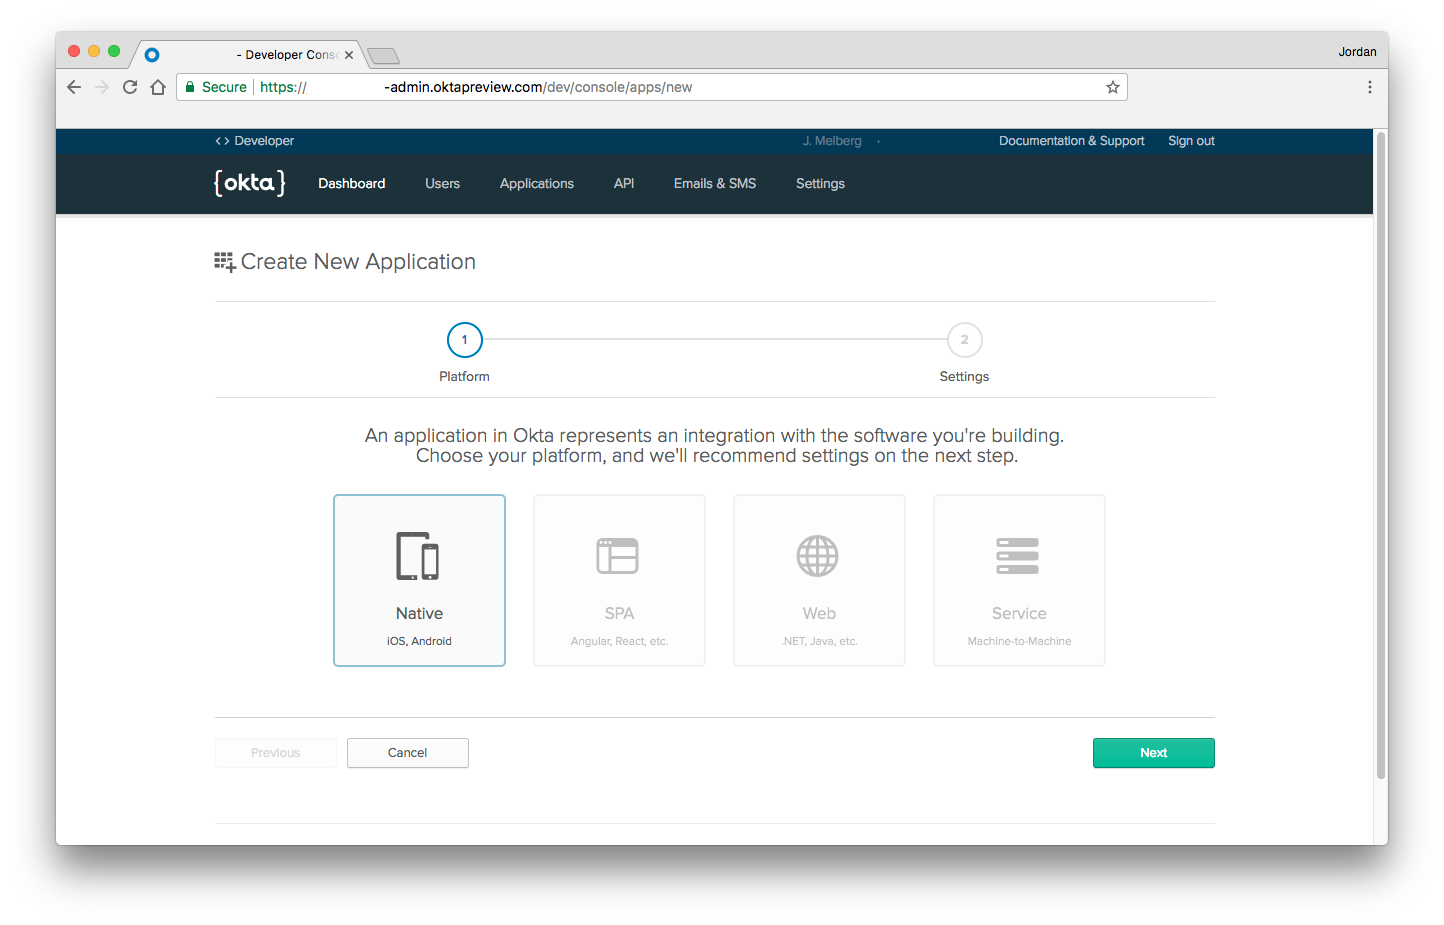 - Developer Conso
Jordan
Secure https:// -admin.oktapreview.com/dev/console/apps/new
<> Developer
J. Melberg
Documentation & Support
Sign out
{okta}
Dashboard
Users
Applications
API
Emails & SMS
Settings
Create New Application
1
2
Platform
Settings
An application in Okta represents an integration with the software you're building.
Choose your platform, and we'll recommend settings on the next step.
Native
iOS, Android
SPA
Angular, React, etc.
Web
.NET, Java, etc.
Service
Machine-to-Machine
Previous
Cancel
Next